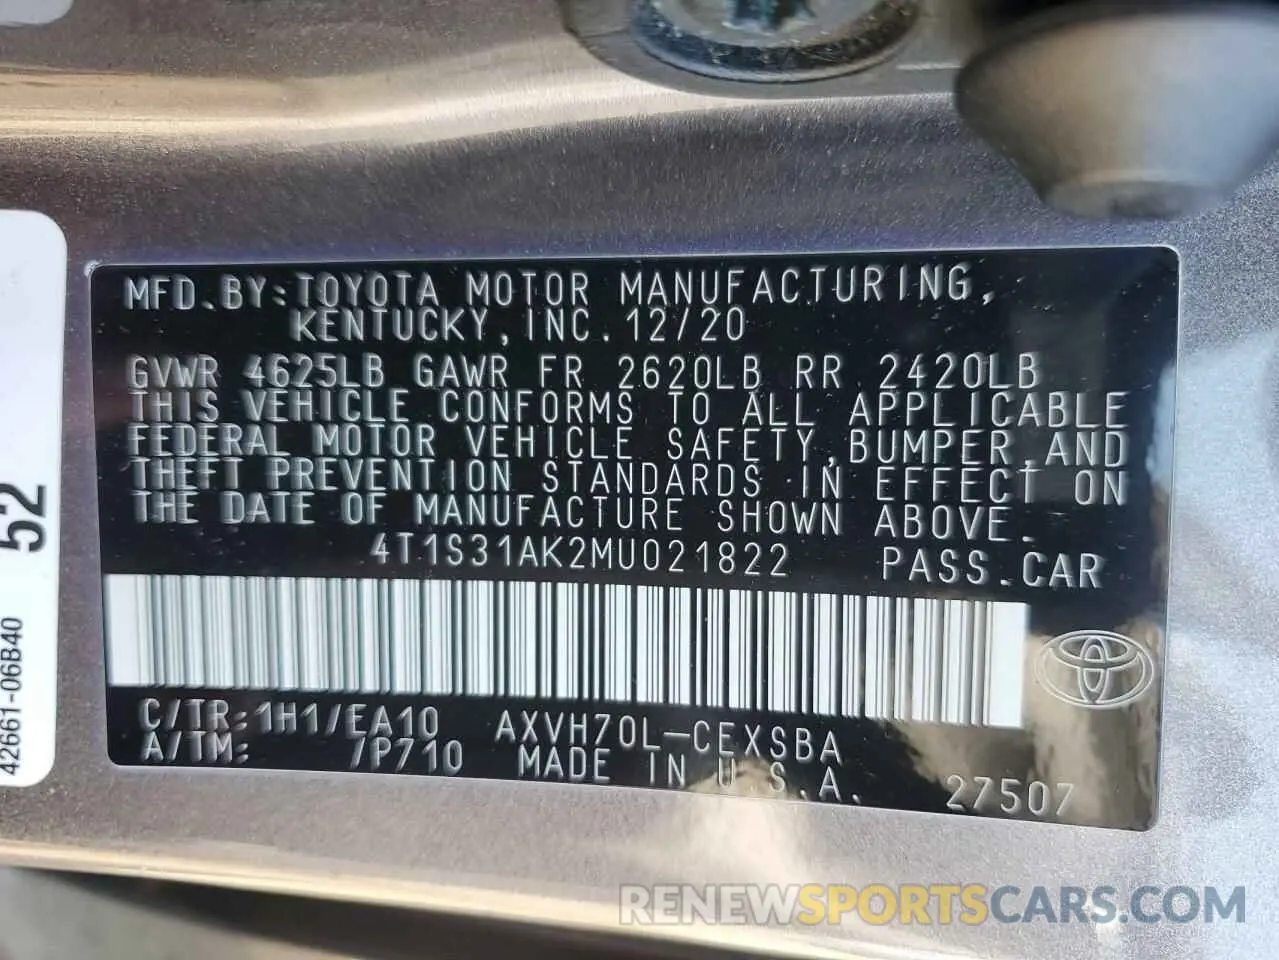 MFD.BY:TOYOTA MOTOR MANUFACTURING,
KENTUCKY,INC.12/20
GVWR 4625LB GAWR FR 2620LB RR 2420LB
THIS VEHICLE CONFORMS TO ALL APPLICABLE
FEDERAL MOTOR VEHICLE SAFETY,BUMPER,AND
THEFT PREVENTION STANDARDS IN EFFECT ON
THE DATE OF MANUFACTURE SHOWN ABOVE.
4T1S31AK2MU021822 PASS.CAR
C/TR:1H1/EA10 AXVH70L-CEXSBA
A/TM: /P710 MADE IN U.S.A. 27507
52
42661-06B40
RENEWSPORTSCARS.COM